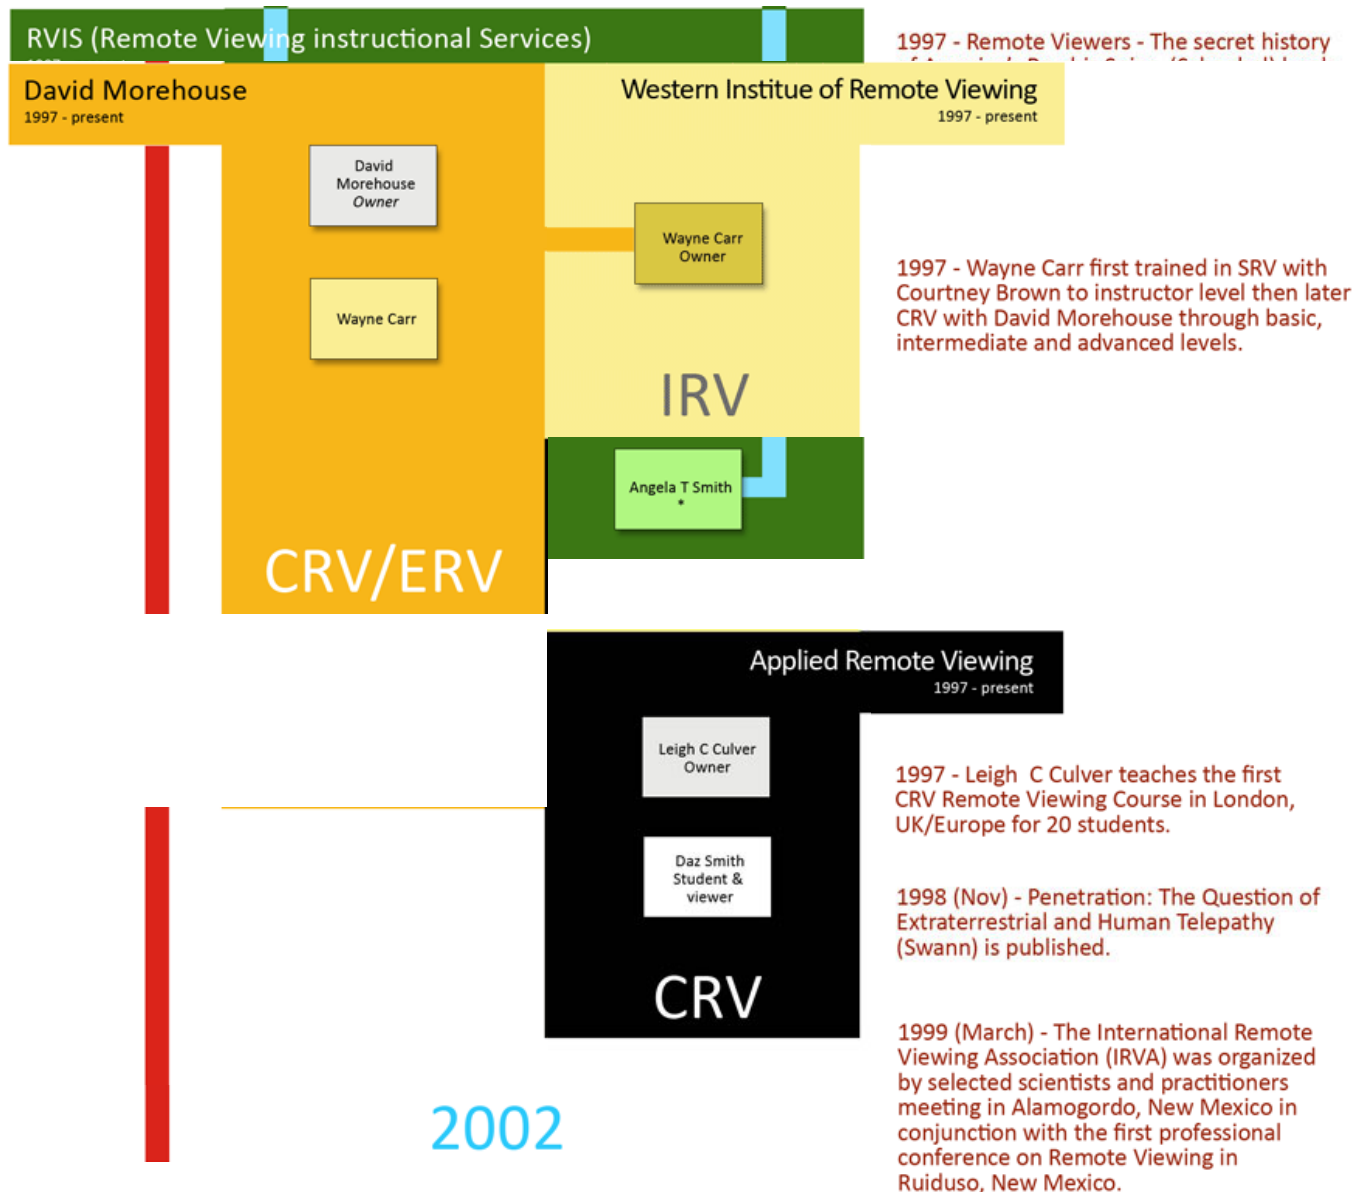 RVIS (Remote Viewing instructional Services)
1997 - Remote Viewers - The secret history
David Morehouse
1997 - present
Western Institue of Remote Viewing
1997 - present
David
Morehouse
Owner
Wayne Carr
Owner
Wayne Carr
1997 - Wayne Carr first trained in SRV with
Courtney Brown to instructor level then later
CRV with David Morehouse through basic,
intermediate and advanced levels.
IRV
Angela T Smith
*
CRV/ERV
Applied Remote Viewing
1997 - present
Leigh C Culver
Owner
Daz Smith
Student &
viewer
CRV
1997 - Leigh C Culver teaches the first
CRV Remote Viewing Course in London,
UK/Europe for 20 students.
1998 (Nov) - Penetration: The Question of
Extraterrestrial and Human Telepathy
(Swann) is published.
1999 (March) - The International Remote
Viewing Association (IRVA) was organized
by selected scientists and practitioners
meeting in Alamogordo, New Mexico in
conjunction with the first professional
conference on Remote Viewing in
Ruiduso, New Mexico.
2002